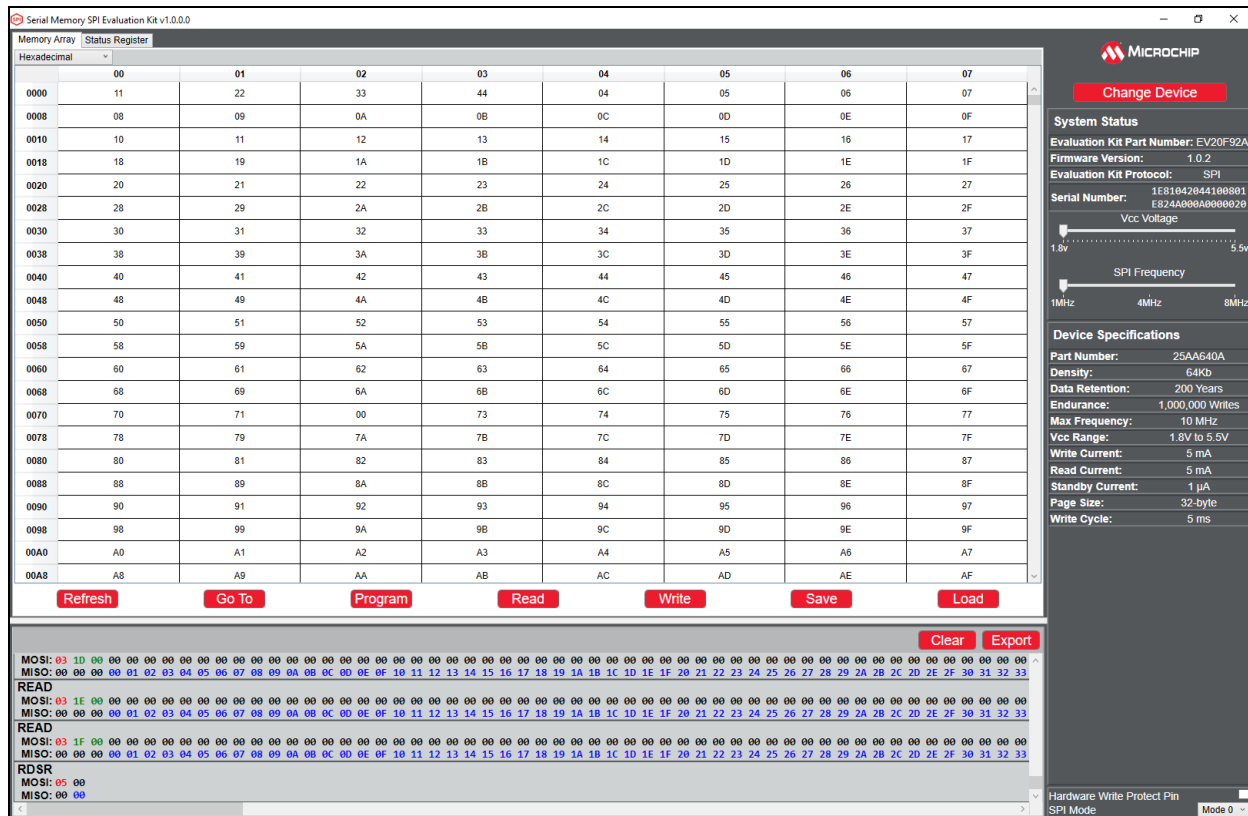 Serial Memory SPI Evaluation Kit v1.0.0.0
Memory Array Status Register
Hexadecimal
00 01 02 03 04 05 06 07
0000 11 22 33 44 04 05 06 07
0008 08 09 0A 0B 0C 0D 0E 0F
0010 10 11 12 13 14 15 16 17
0018 18 19 1A 1B 1C 1D 1E 1F
0020 20 21 22 23 24 25 26 27
0028 28 29 2A 2B 2C 2D 2E 2F
0030 30 31 32 33 34 35 36 37
0038 38 39 3A 3B 3C 3D 3E 3F
0040 40 41 42 43 44 45 46 47
0048 48 49 4A 4B 4C 4D 4E 4F
0050 50 51 52 53 54 55 56 57
0058 58 59 5A 5B 5C 5D 5E 5F
0060 60 61 62 63 64 65 66 67
0068 68 69 6A 6B 6C 6D 6E 6F
0070 70 71 00 73 74 75 76 77
0078 78 79 7A 7B 7C 7D 7E 7F
0080 80 81 82 83 84 85 86 87
0088 88 89 8A 8B 8C 8D 8E 8F
0090 90 91 92 93 94 95 96 97
0098 98 99 9A 9B 9C 9D 9E 9F
00A0 A0 A1 A2 A3 A4 A5 A6 A7
00A8 A8 A9 AA AB AC AD AE AF
Refresh Go To Program Read Write Save Load
Clear Export
MOSI: 03 1D 00 00 00 00 00 00 00 00 00 00 00 00 00 00 00 00 00 00 00 00 00 00 00 00 00 00 00 00 00 00 00 00 00 00 00 00 00 00 00 00 00 00 00 00 00 00 00 00 00 00 00 00 00
MISO: 00 00 00 00 01 02 03 04 05 06 07 08 09 0A 0B 0C 0D 0E 0F 10 11 12 13 14 15 16 17 18 19 1A 1B 1C 1D 1E 1F 20 21 22 23 24 25 26 27 28 29 2A 2B 2C 2D 2E 2F 30 31 32 33
READ
MOSI: 03 1E 00 00 00 00 00 00 00 00 00 00 00 00 00 00 00 00 00 00 00 00 00 00 00 00 00 00 00 00 00 00 00 00 00 00 00 00 00 00 00 00 00 00 00 00 00 00 00 00 00 00 00 00 00
MISO: 00 00 00 00 01 02 03 04 05 06 07 08 09 0A 0B 0C 0D 0E 0F 10 11 12 13 14 15 16 17 18 19 1A 1B 1C 1D 1E 1F 20 21 22 23 24 25 26 27 28 29 2A 2B 2C 2D 2E 2F 30 31 32 33
READ
MOSI: 03 1F 00 00 00 00 00 00 00 00 00 00 00 00 00 00 00 00 00 00 00 00 00 00 00 00 00 00 00 00 00 00 00 00 00 00 00 00 00 00 00 00 00 00 00 00 00 00 00 00 00 00 00 00 00
MISO: 00 00 00 00 01 02 03 04 05 06 07 08 09 0A 0B 0C 0D 0E 0F 10 11 12 13 14 15 16 17 18 19 1A 1B 1C 1D 1E 1F 20 21 22 23 24 25 26 27 28 29 2A 2B 2C 2D 2E 2F 30 31 32 33
RDSR
MOSI: 05 00
MISO: 00 00
MICROCHIP
Change Device
System Status
Evaluation Kit Part Number: EV20F92A
Firmware Version: 1.0.2
Evaluation Kit Protocol: SPI
Serial Number: 1E81042044100801
E824A000A0000020
Vcc Voltage
1.8v 5.5v
SPI Frequency
1MHz 4MHz 8MHz
Device Specifications
Part Number: 25AA640A
Density: 64Kb
Data Retention: 200 Years
Endurance: 1,000,000 Writes
Max Frequency: 10 MHz
Vcc Range: 1.8V to 5.5V
Write Current: 5 mA
Read Current: 5 mA
Standby Current: 1 µA
Page Size: 32-byte
Write Cycle: 5 ms
Hardware Write Protect Pin
SPI Mode Mode 0